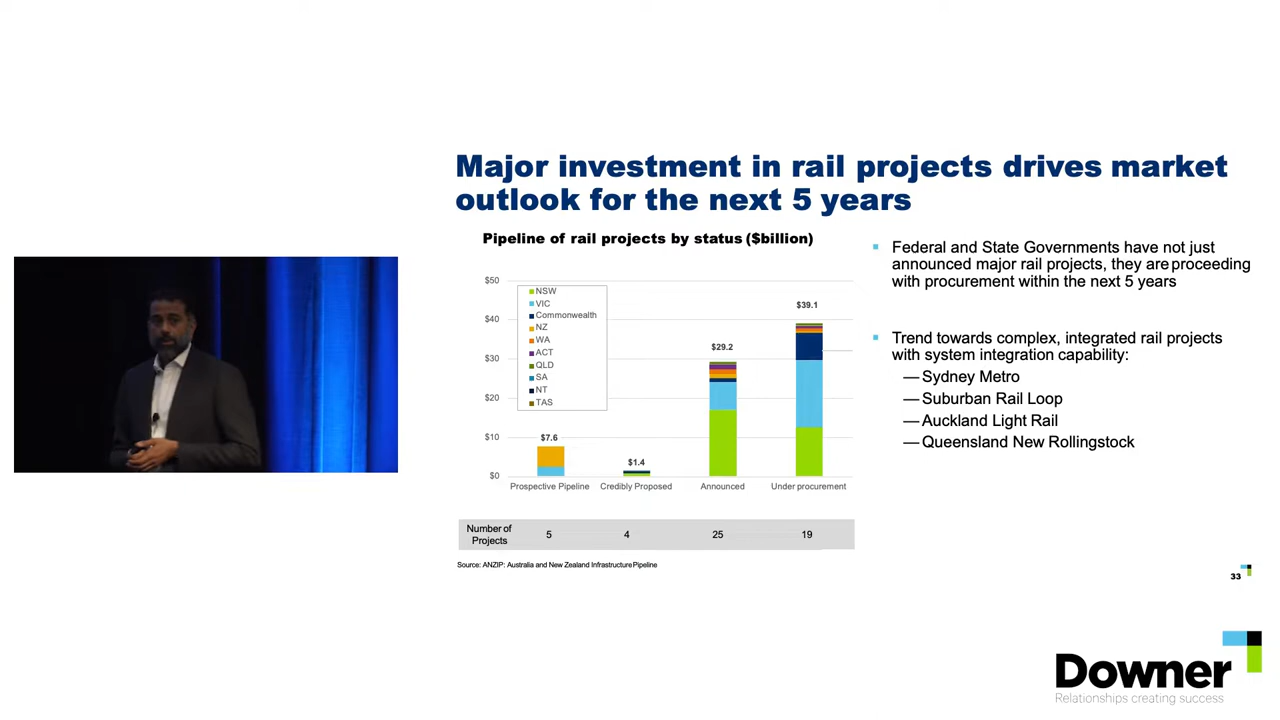 Major investment in rail projects drives market
outlook for the next 5 years
Pipeline of rail projects by status ($billion)
$50
$40
$30
$20
$10
$0
NSW
VIC
Commonwealth
NZ
WA
ACT
QLD
SA
NT
TAS
$7.6
$1.4
$29.2
$39.1
Prospective Pipeline Credibly Proposed Announced Under procurement
Number of
Projects
5 4 25 19
Source: ANZIP: Australia and New Zealand Infrastructure Pipeline
Federal and State Governments have not just
announced major rail projects, they are proceeding
with procurement within the next 5 years
Trend towards complex, integrated rail projects
with system integration capability:
— Sydney Metro
— Suburban Rail Loop
— Auckland Light Rail
— Queensland New Rollingstock
33
Downer
Relationships creating success